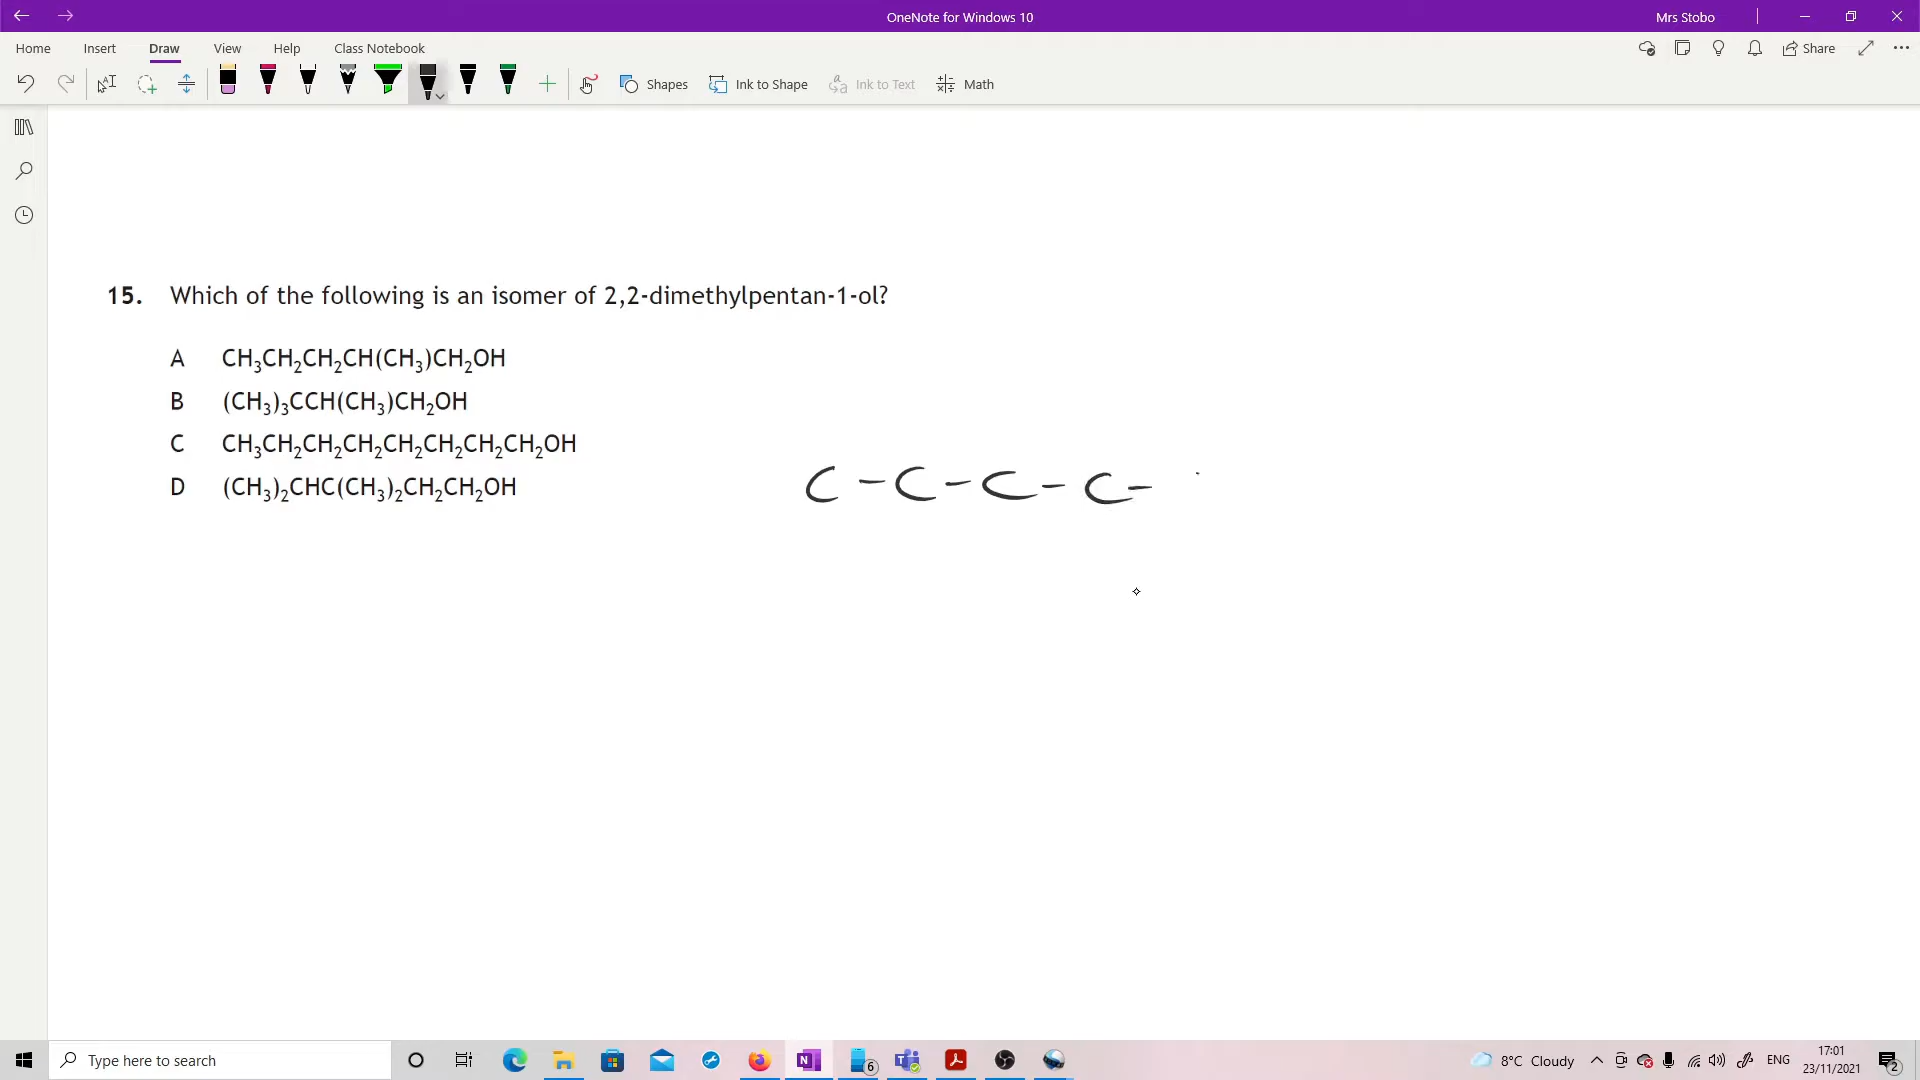 OneNote for Windows 10
Mrs Stobo
Home Insert Draw View Help Class Notebook
Share
Shapes Ink to Shape Ink to Text Math
15. Which of the following is an isomer of 2,2-dimethylpentan-1-ol?
A CH₃CH₂CH₂CH(CH₃)CH₂OH
B (CH₃)₃CCH(CH₃)CH₂OH
C CH₃CH₂CH₂CH₂CH₂CH₂CH₂CH₂OH
D (CH₃)₂CHC(CH₃)₂CH₂CH₂OH
C - C - C - C -
Type here to search
6
8°C Cloudy
ENG
17:01
23/11/2021
2